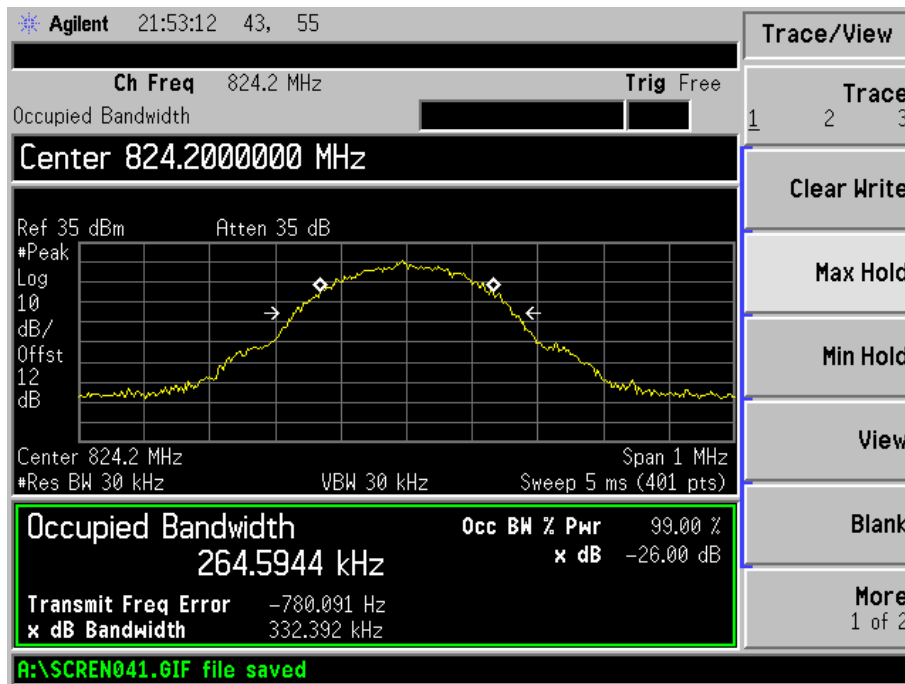 Agilent 21:53:12 43, 55
Trace/View
Ch Freq 824.2 MHz Trig Free
Occupied Bandwidth
Trace
1 2 3
Center 824.2000000 MHz
Clear Write
Ref 35 dBm Atten 35 dB
#Peak
Log
10
dB/
Offst
12
dB
Max Hold
Min Hold
View
Center 824.2 MHz Span 1 MHz
#Res BW 30 kHz VBW 30 kHz Sweep 5 ms (401 pts)
Occupied Bandwidth Occ BW % Pwr 99.00 %
264.5944 kHz x dB -26.00 dB
Blank
Transmit Freq Error -780.091 Hz
x dB Bandwidth 332.392 kHz
More
1 of 2
A:\SCREN041.GIF file saved